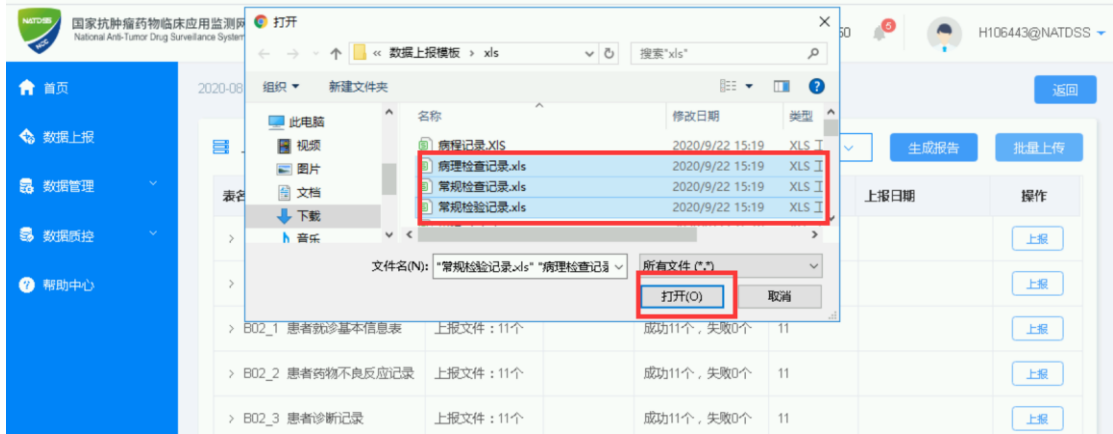 NATDSS
NCC
国家抗肿瘤药物临床应用监测网
National Anti-Tumor Drug Surveillance System
打开
50
6
H106443@NATDSS
« 数据上报模板 › xls
搜索"xls"
首页
2020-08
组织
新建文件夹
返回
此电脑
名称
修改日期
类型
数据上报
视频
病程记录.XlS
2020/9/22 15:19
XLS 工
生成报告
批量上传
图片
病理检查记录.xls
2020/9/22 15:19
XLS 工
数据管理
文档
常规检查记录.xls
2020/9/22 15:19
XLS 工
表名
上报日期
操作
下载
常规检验记录.xls
2020/9/22 15:19
XLS 工
数据质控
音乐
上报
文件名(N):
"常规检验记录.xls" "病理检查记录
所有文件 (*.*)
帮助中心
上报
打开(O)
取消
B02_1 患者就诊基本信息表
上报文件：11个
成功11个，失败0个
11
上报
B02_2 患者药物不良反应记录
上报文件：11个
成功11个，失败0个
11
上报
B02_3 患者诊断记录
上报文件：11个
成功11个，失败0个
11
上报